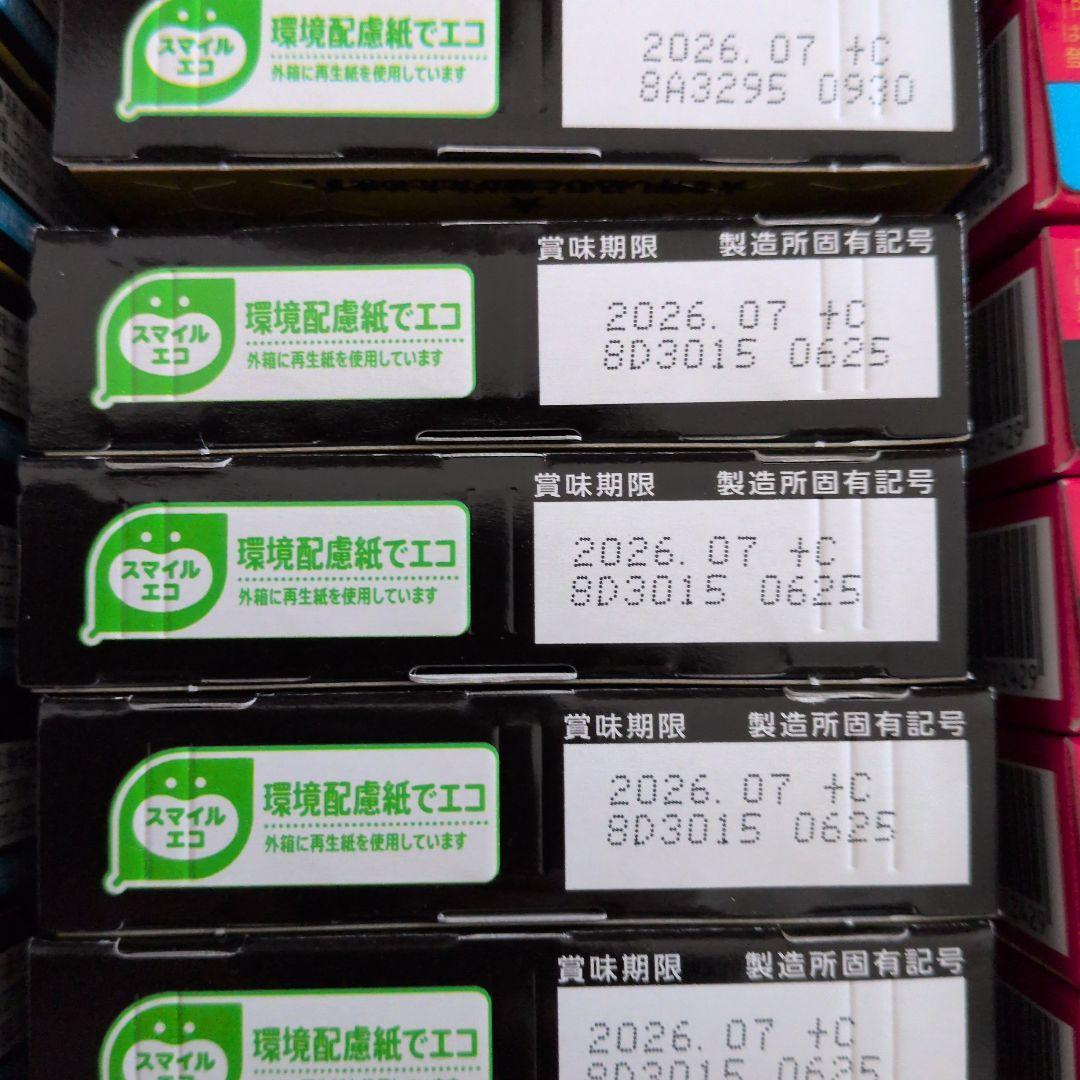 スマイル
エコ
環境配慮紙でエコ
外箱に再生紙を使用しています
2026.07 +C
8A3295 0930
賞味期限 製造所固有記号
スマイル
エコ
環境配慮紙でエコ
外箱に再生紙を使用しています
2026.07 +C
8D3015 0625
賞味期限 製造所固有記号
スマイル
エコ
環境配慮紙でエコ
外箱に再生紙を使用しています
2026.07 +C
8D3015 0625
賞味期限 製造所固有記号
スマイル
エコ
環境配慮紙でエコ
外箱に再生紙を使用しています
2026.07 +C
8D3015 0625
賞味期限 製造所固有記号
スマイル
エコ
環境配慮紙でエコ
2026.07 +C
8D3015 0625